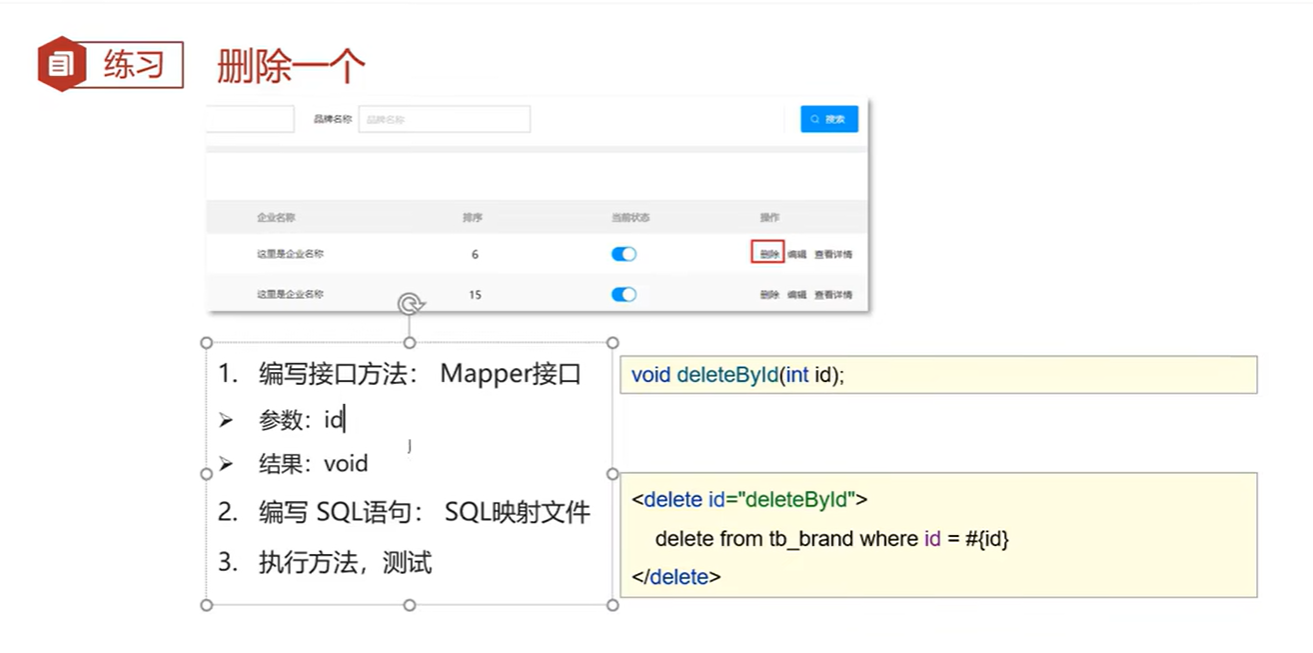 练习
删除一个
品牌名称 品牌名称 搜索
企业名称 排序 当前状态 操作
这里是企业名称 6 删除 编辑 查看详情
这里是企业名称 15 删除 编辑 查看详情
1. 编写接口方法： Mapper接口
➢ 参数：id
➢ 结果：void
2. 编写 SQL语句： SQL映射文件
3. 执行方法，测试
void deleteById(int id);
<delete id="deleteById">
delete from tb_brand where id = #{id}
</delete>